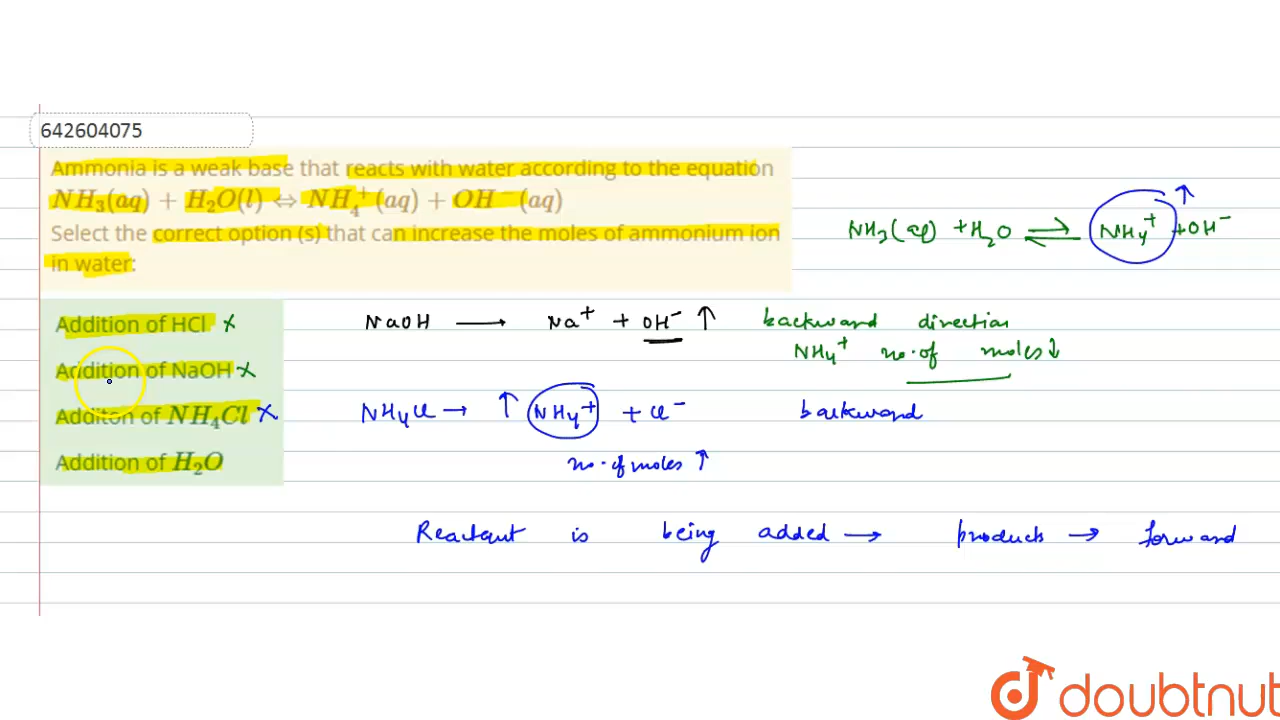 642604075
Ammonia is a weak base that reacts with water according to the equation
NH₃(aq) + H₂O(l) ⇔ NH₄⁺(aq) + OH⁻(aq)
Select the correct option (s) that can increase the moles of ammonium ion
in water:
NH₃(aq) + H₂O ⇌ NH₄⁺ ↑ + OH⁻
Addition of HCl ×
NaOH → Na⁺ + OH⁻ ↑ backward direction
NH₄⁺ no. of moles ↓
Addition of NaOH ×
Additon of NH₄Cl ×
NH₄Cl → ↑ NH₄⁺ + Cl⁻ backward
Addition of H₂O
no. of moles ↑
Reactant is being added → products → forward
doubtnut